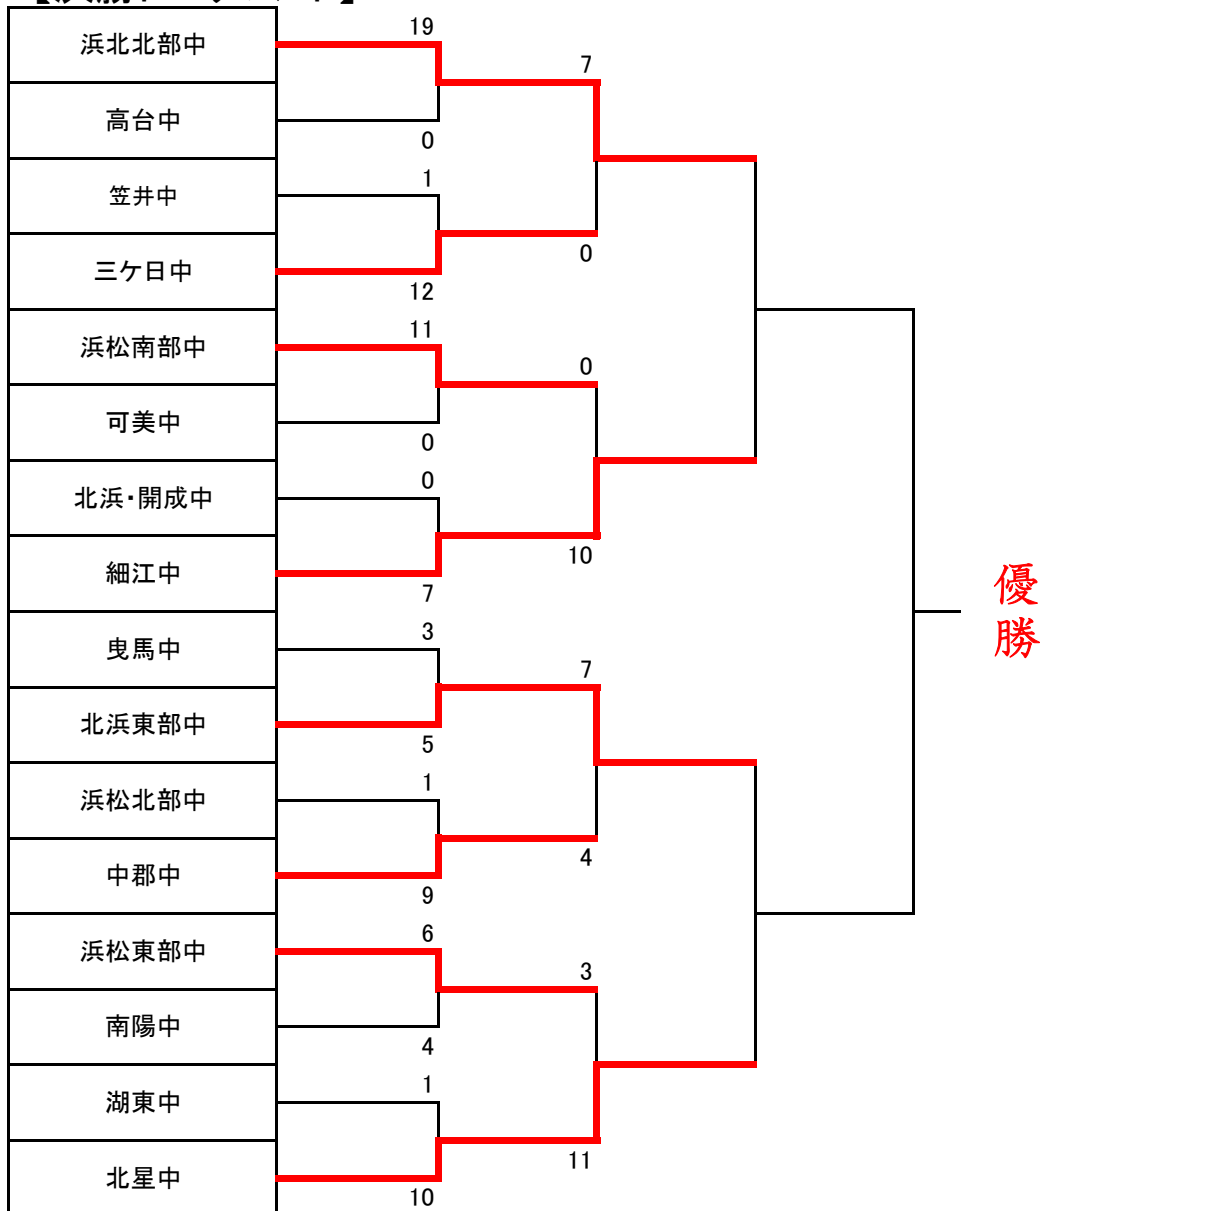 浜北北部中
19
7
高台中
0
笠井中
1
三ケ日中
12
0
浜松南部中
11
0
可美中
0
北浜・開成中
0
細江中
7
10
優
勝
曳馬中
3
7
北浜東部中
5
浜松北部中
1
中郡中
9
4
浜松東部中
6
3
南陽中
4
湖東中
1
北星中
10
11